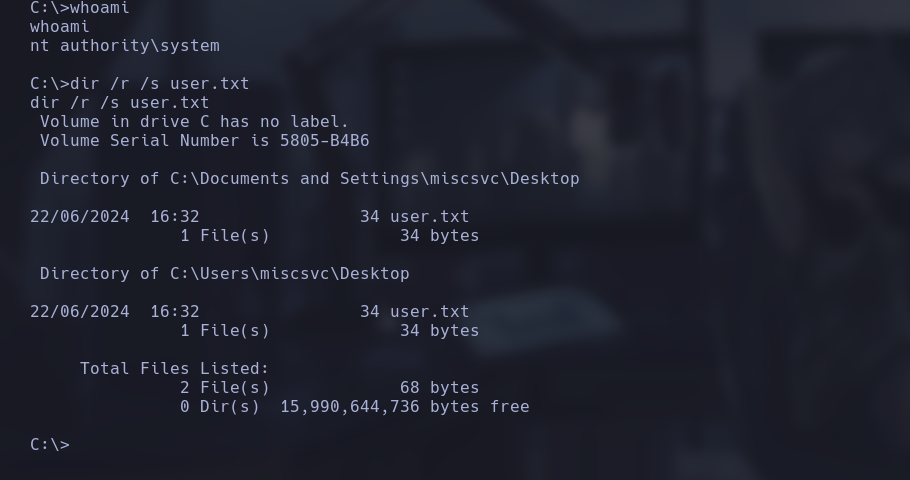 C:\>whoami
whoami
nt authority\system
C:\>dir /r /s user.txt
dir /r /s user.txt
Volume in drive C has no label.
Volume Serial Number is 5805-B4B6
Directory of C:\Documents and Settings\miscsvc\Desktop
22/06/2024  16:32                34 user.txt
1 File(s)             34 bytes
Directory of C:\Users\miscsvc\Desktop
22/06/2024  16:32                34 user.txt
1 File(s)             34 bytes
Total Files Listed:
2 File(s)             68 bytes
0 Dir(s)  15,990,644,736 bytes free
C:\>